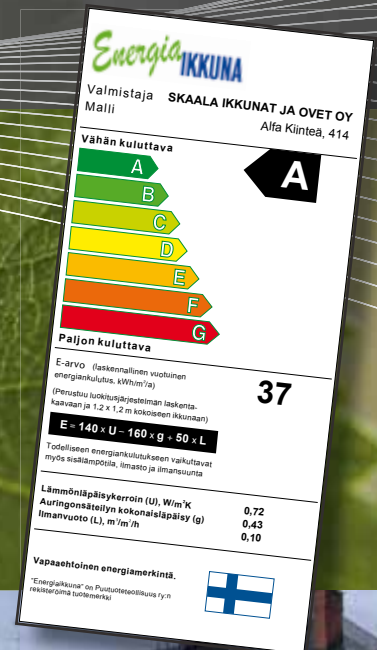 Energia IKKUNA
Valmistaja SKAALA IKKUNAT JA OVET OY
Malli Alfa Kiinteä, 414
Vähän kuluttava
A
A
B
C
D
E
F
G
Paljon kuluttava
E-arvo (laskennallinen vuotuinen
energiankulutus, kWh/m²/a)
37
(Perustuu luokitusjärjestelmän laskenta-
kaavaan ja 1.2 x 1,2 m kokoiseen ikkunaan)
E = 140 x U – 160 x g + 50 x L
Todelliseen energiankulutukseen vaikuttavat
myös sisälämpötila, ilmasto ja ilmansuunta
Lämmönläpäisykerroin (U), W/m²K 0,72
Auringonsäteilyn kokonaisläpäisy (g) 0,43
Ilmanvuoto (L), m³/m²/h 0,10
Vapaaehtoinen energiamerkintä.
"Energiaikkuna" on Puutuoteteollisuus ry:n
rekisteröimä tuotemerkki